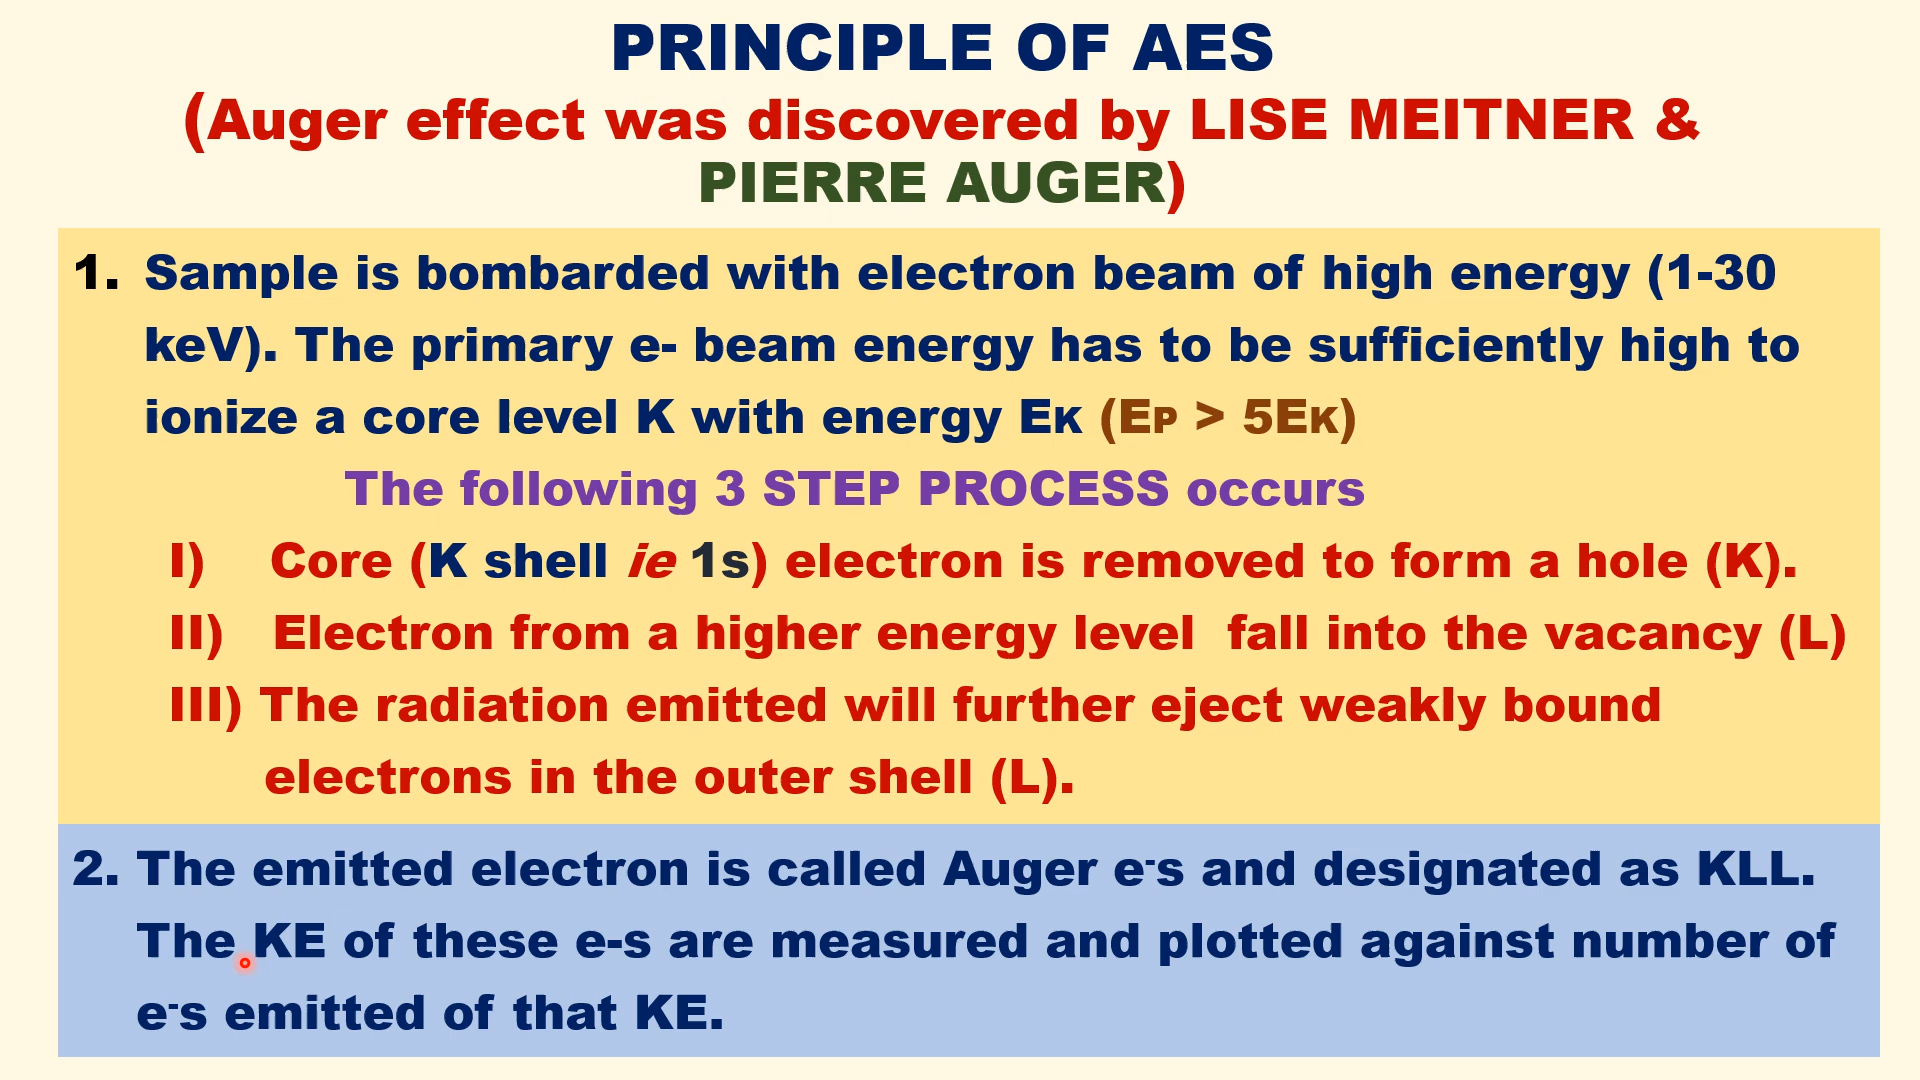 PRINCIPLE OF AES
(Auger effect was discovered by LISE MEITNER &
PIERRE AUGER)
1. Sample is bombarded with electron beam of high energy (1-30
keV). The primary e- beam energy has to be sufficiently high to
ionize a core level K with energy EK (EP > 5EK)
The following 3 STEP PROCESS occurs
I) Core (K shell ie 1s) electron is removed to form a hole (K).
II) Electron from a higher energy level fall into the vacancy (L)
III) The radiation emitted will further eject weakly bound
electrons in the outer shell (L).
2. The emitted electron is called Auger e⁻s and designated as KLL.
The KE of these e-s are measured and plotted against number of
e⁻s emitted of that KE.